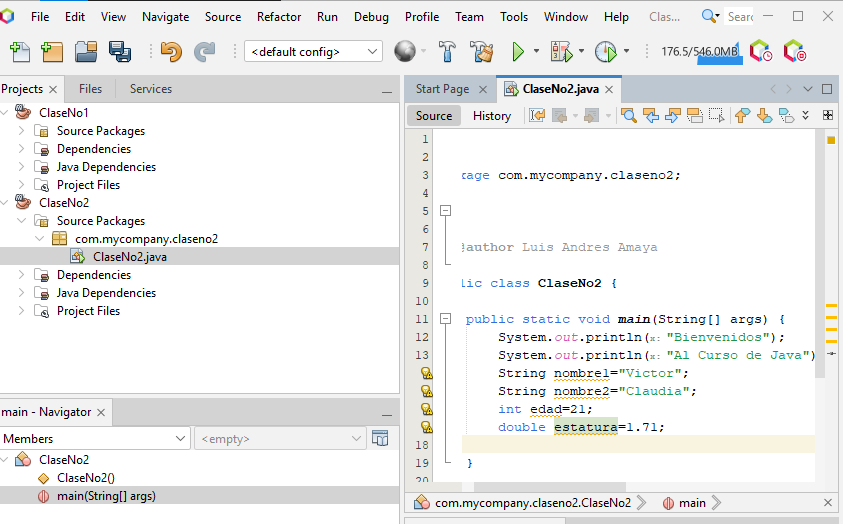 File Edit View Navigate Source Refactor Run Debug Profile Team Tools Window Help Clas... Searc
<default config> 176.5/546.0MB
Projects Files Services
ClaseNo1
Source Packages
Dependencies
Java Dependencies
Project Files
ClaseNo2
Source Packages
com.mycompany.claseno2
ClaseNo2.java
Dependencies
Java Dependencies
Project Files
main - Navigator
Members <empty>
ClaseNo2
ClaseNo2()
main(String[] args)
Start Page ClaseNo2.java
Source History
1
2
3 kage com.mycompany.claseno2;
4
5
6
7 @author Luis Andres Amaya
8
9 lic class ClaseNo2 {
10
11 public static void main(String[] args) {
12 System.out.println(x: "Bienvenidos");
13 System.out.println(x: "Al Curso de Java")
String nombre1="Victor";
String nombre2="Claudia";
int edad=21;
double estatura=1.71;
18
19 }
20
com.mycompany.claseno2.ClaseNo2 main